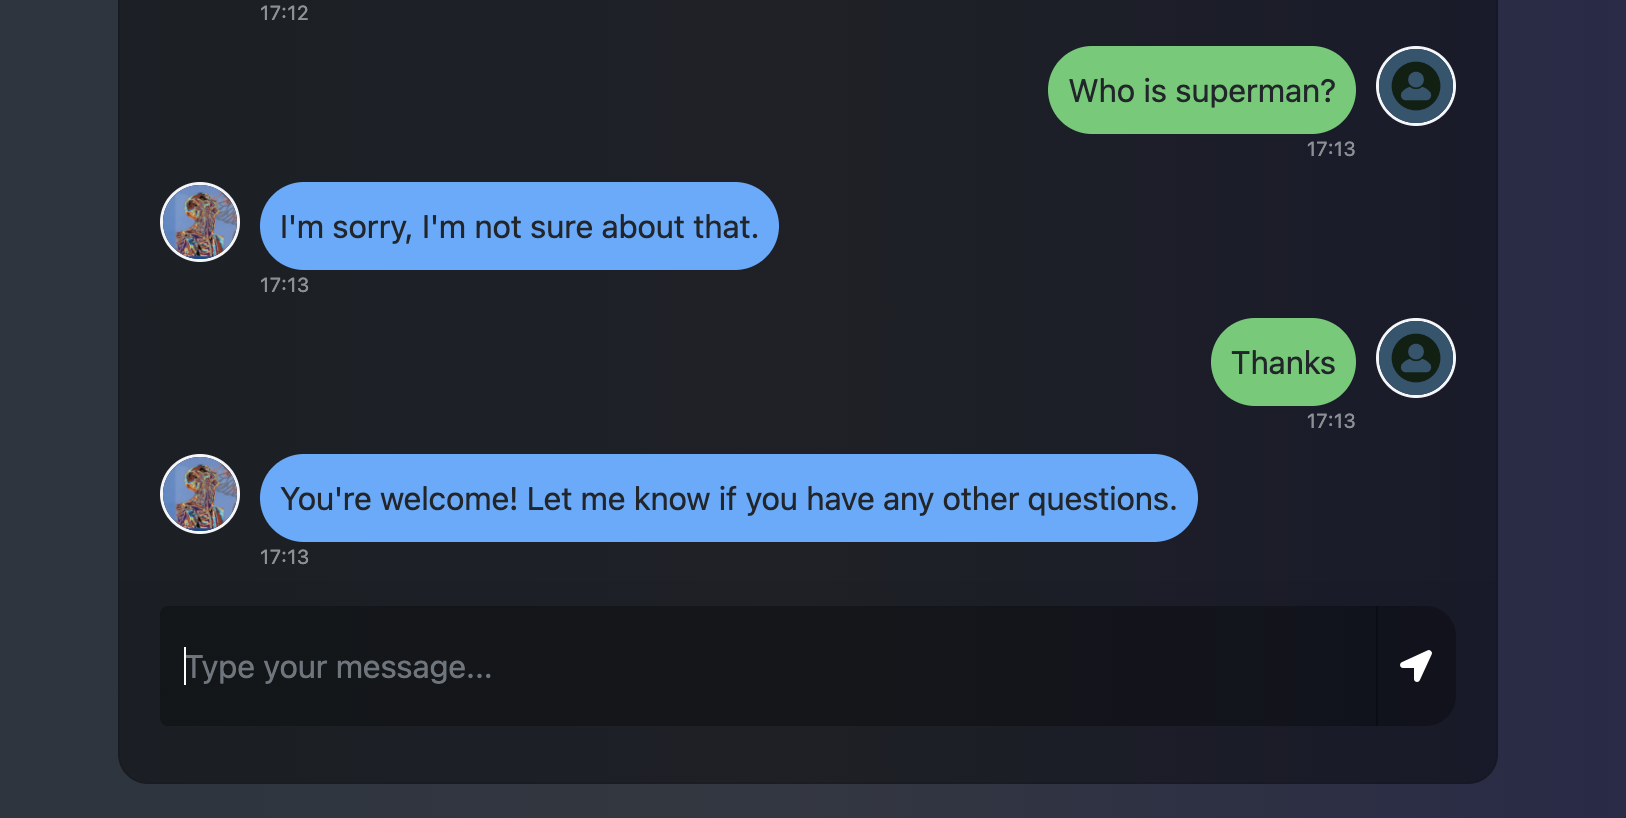 17:12
Who is superman?
17:13
I'm sorry, I'm not sure about that.
17:13
Thanks
17:13
You're welcome! Let me know if you have any other questions.
17:13
Type your message...